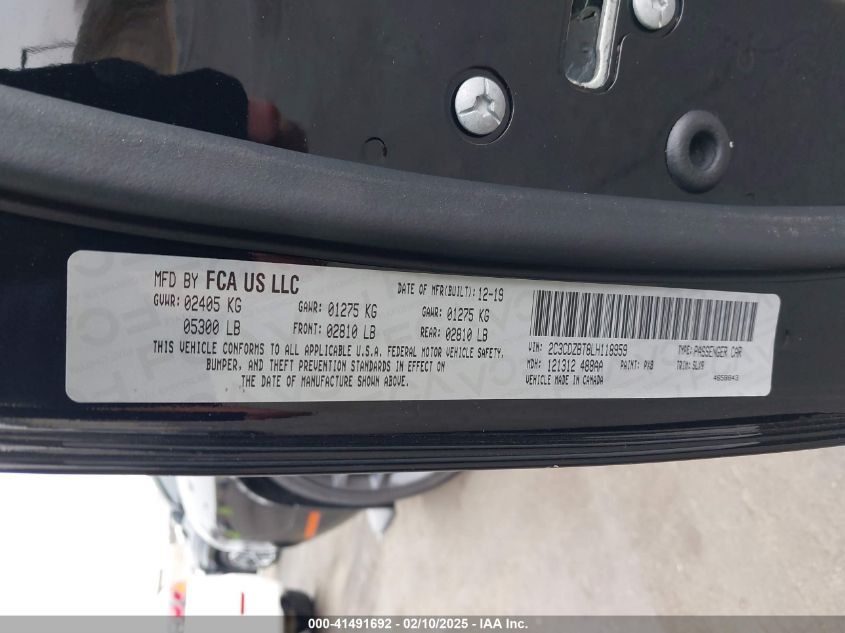 MFD BY FCA US LLC
DATE OF MFR(BUILT): 12-19
GVWR: 02405 KG
GAWR: 01275 KG
GAWR: 01275 KG
05300 LB
FRONT: 02810 LB
REAR: 02810 LB
THIS VEHICLE CONFORMS TO ALL APPLICABLE U.S.A. FEDERAL MOTOR VEHICLE SAFETY,
BUMPER, AND THEFT PREVENTION STANDARDS IN EFFECT ON
THE DATE OF MANUFACTURE SHOWN ABOVE.
VIN: 2C3CDZBT8LH118959
TYPE: PASSENGER CAR
MDH: 121312 488AA
PAINT: PX8
TRIM:
VEHICLE MADE IN CANADA
4658843
000-41491692 - 02/10/2025 - IAA Inc.